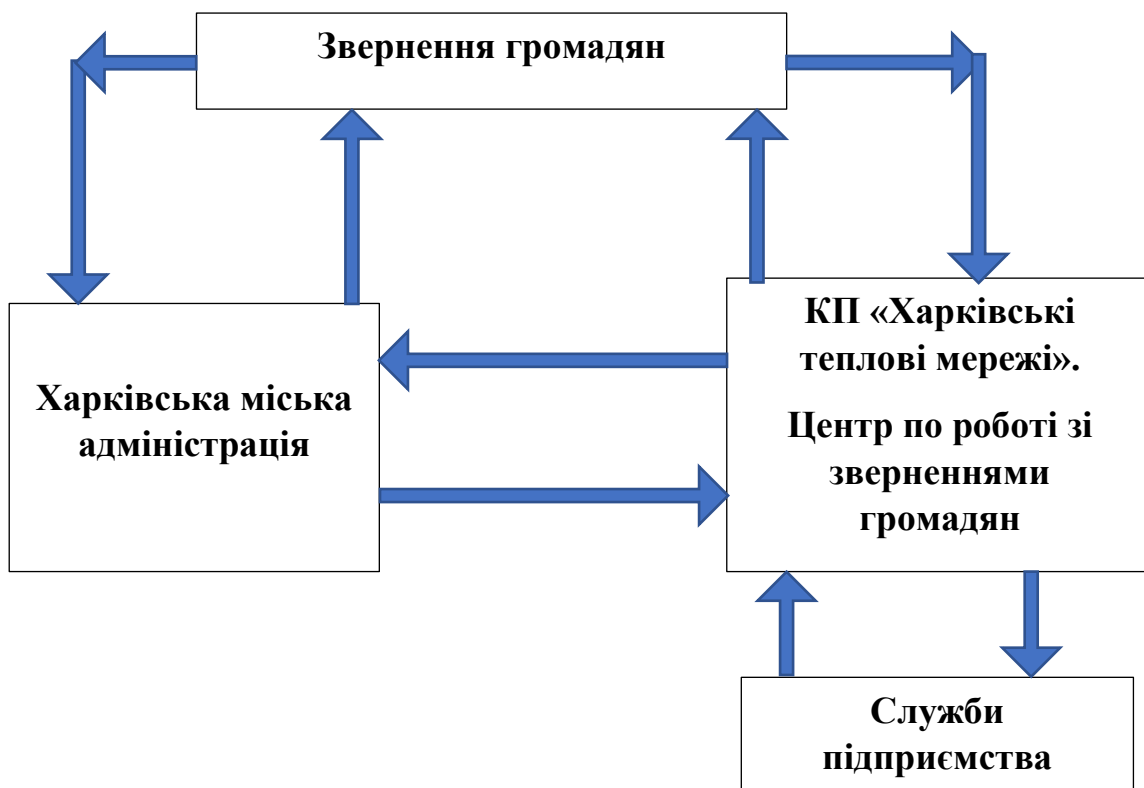 Звернення громадян
Харківська міська
адміністрація
КП «Харківські
теплові мережі».
Центр по роботі зі
зверненнями
громадян
Служби
підприємства